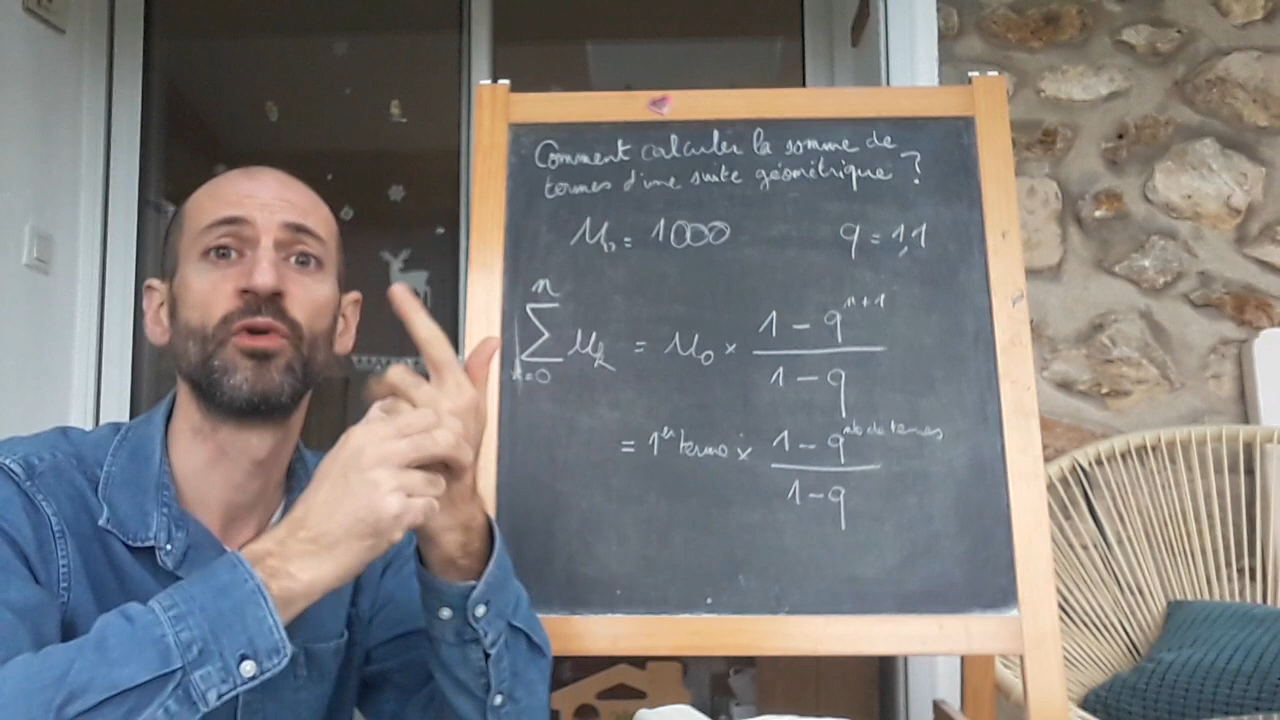 Comment calculer la somme de
termes d'une suite géométrique ?
u₀ = 1000 q = 1,1
∑ₖ₌₀ⁿ uₖ = u₀ × (1 - qⁿ⁺¹) / (1 - q)
= 1er terme × (1 - q^nb de termes) / (1 - q)